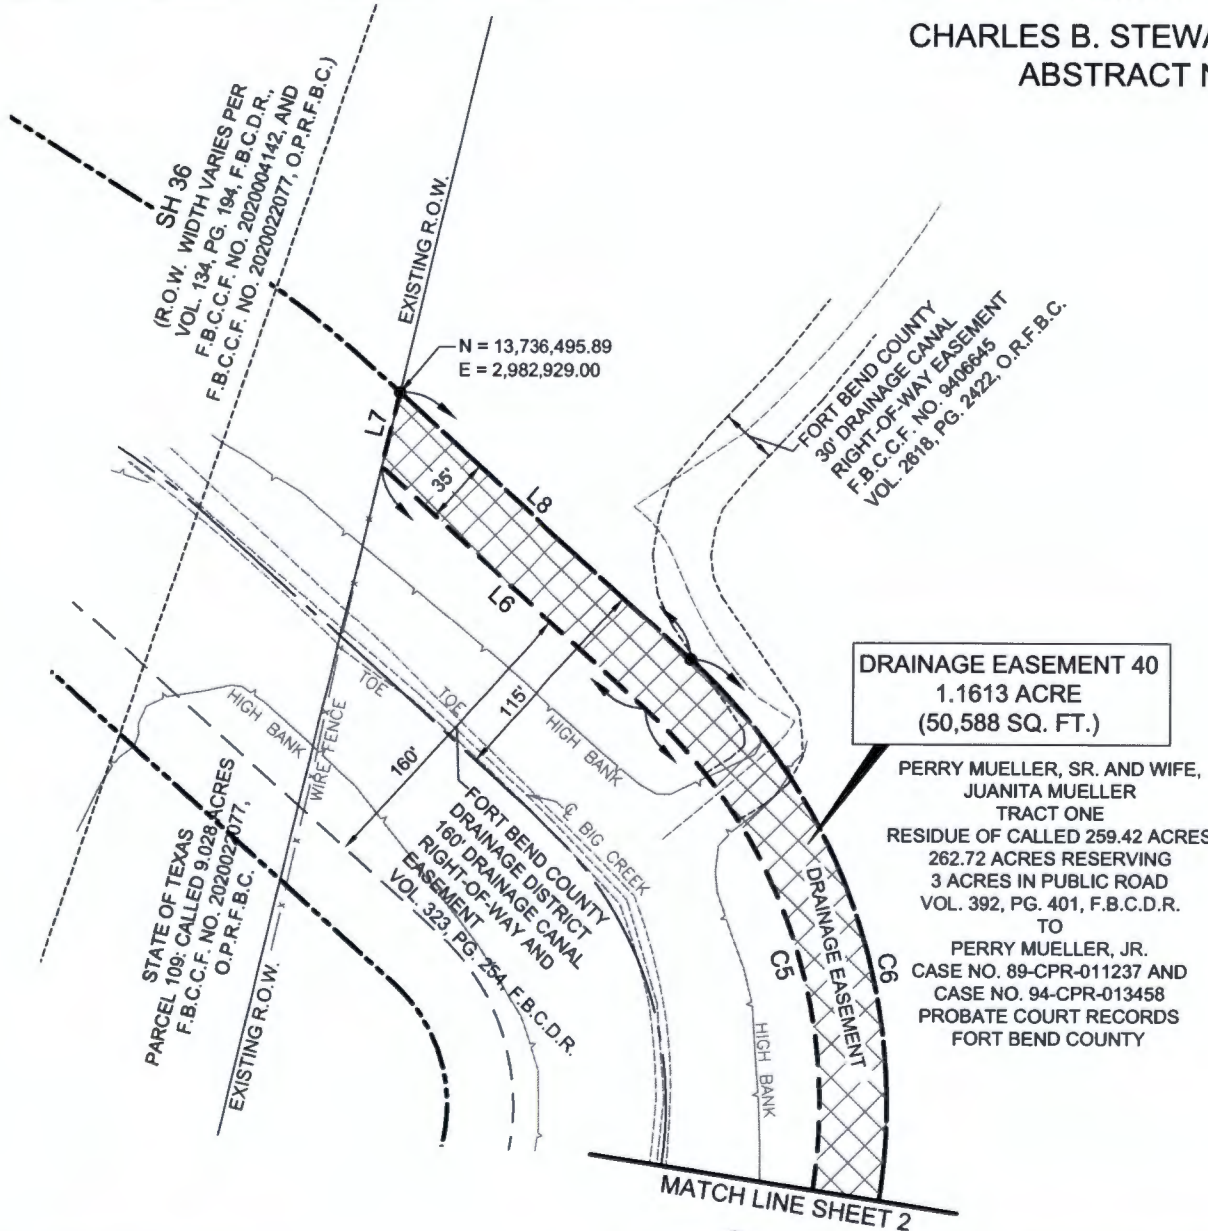 CHARLES B. STEWA
ABSTRACT N
SH 36
(R.O.W. WIDTH VARIES PER
VOL. 134, PG. 194, F.B.C.D.R.,
F.B.C.C.F. NO. 2020004142, AND
F.B.C.C.F. NO. 2020022077, O.P.R.F.B.C.)
EXISTING R.O.W.
N = 13,736,495.89
E = 2,982,929.00
FORT BEND COUNTY
30' DRAINAGE CANAL
RIGHT-OF-WAY EASEMENT
F.B.C.C.F. NO. 9406645
VOL. 2618, PG. 2422, O.R.F.B.C.
L7
35'
L8
L6
115'
160'
TOE
TOE
HIGH BANK
HIGH BANK
WIRE FENCE
℄ BIG CREEK
DRAINAGE EASEMENT 40
1.1613 ACRE
(50,588 SQ. FT.)
PERRY MUELLER, SR. AND WIFE,
JUANITA MUELLER
TRACT ONE
RESIDUE OF CALLED 259.42 ACRES
262.72 ACRES RESERVING
3 ACRES IN PUBLIC ROAD
VOL. 392, PG. 401, F.B.C.D.R.
TO
PERRY MUELLER, JR.
CASE NO. 89-CPR-011237 AND
CASE NO. 94-CPR-013458
PROBATE COURT RECORDS
FORT BEND COUNTY
FORT BEND COUNTY
DRAINAGE DISTRICT
160' DRAINAGE CANAL
RIGHT-OF-WAY AND
EASEMENT
VOL. 323, PG. 254, F.B.C.D.R.
STATE OF TEXAS
PARCEL 109: CALLED 9.028 ACRES
F.B.C.C.F. NO. 2020022077,
O.P.R.F.B.C.
EXISTING R.O.W.
C5
DRAINAGE EASEMENT
C6
HIGH BANK
MATCH LINE SHEET 2